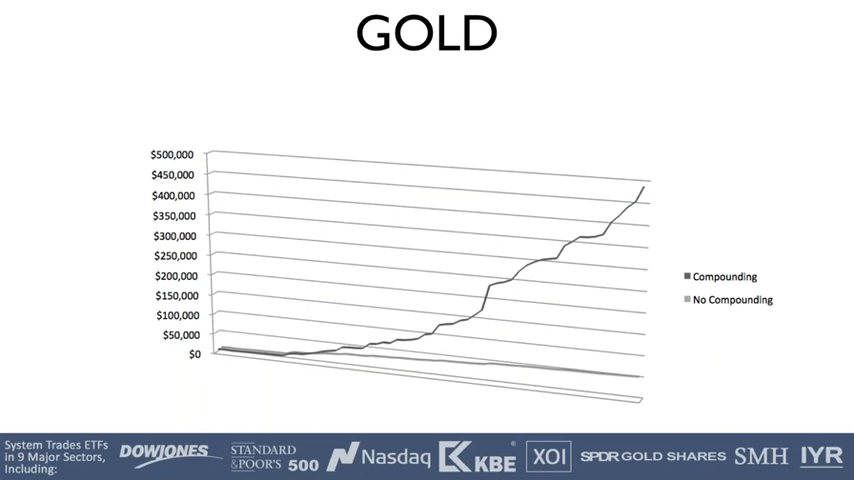 GOLD
$500,000
$450,000
$400,000
$350,000
$300,000
$250,000
$200,000
$150,000
$100,000
$50,000
$0
Compounding
No Compounding
System Trades ETFs
in 9 Major Sectors,
Including:
DOWJONES
STANDARD
&POOR'S 500
Nasdaq
KBE
XOI
SPDR GOLD SHARES
SMH
IYR